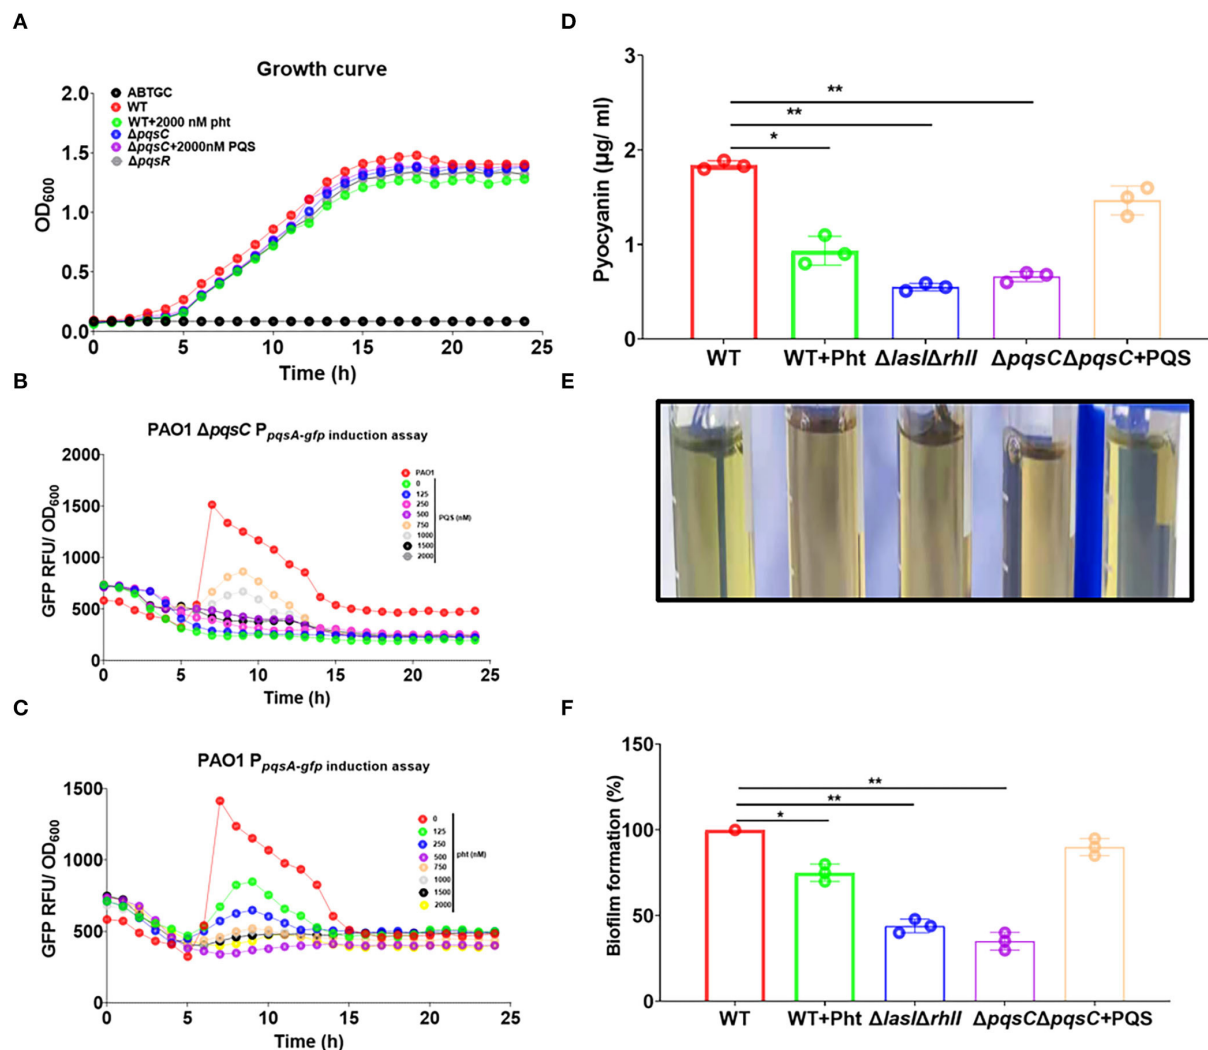 A
Growth curve
2.0
1.5
1.0
0.5
0.0
OD600
ABTGC
WT
WT+2000 nM pht
ΔpqsC
ΔpqsC+2000nM PQS
ΔpqsR
0 5 10 15 20 25
Time (h)
B
PAO1 ΔpqsC PpqsA-gfp induction assay
2000
1500
1000
500
0
GFP RFU/ OD600
PAO1
0
125
250
500
750
1000
1500
2000
PQS (nM)
0 5 10 15 20 25
Time (h)
C
PAO1 PpqsA-gfp induction assay
1500
1000
500
0
GFP RFU/ OD600
0
125
250
500
750
1000
1500
2000
pht (nM)
0 5 10 15 20 25
Time (h)
D
3
2
1
0
Pyocyanin (µg/ ml)
**
**
*
WT WT+Pht ΔlasIΔrhlI ΔpqsC ΔpqsC+PQS
E
F
150
100
50
0
Biofilm formation (%)
**
**
*
WT WT+Pht ΔlasIΔrhlI ΔpqsC ΔpqsC+PQS